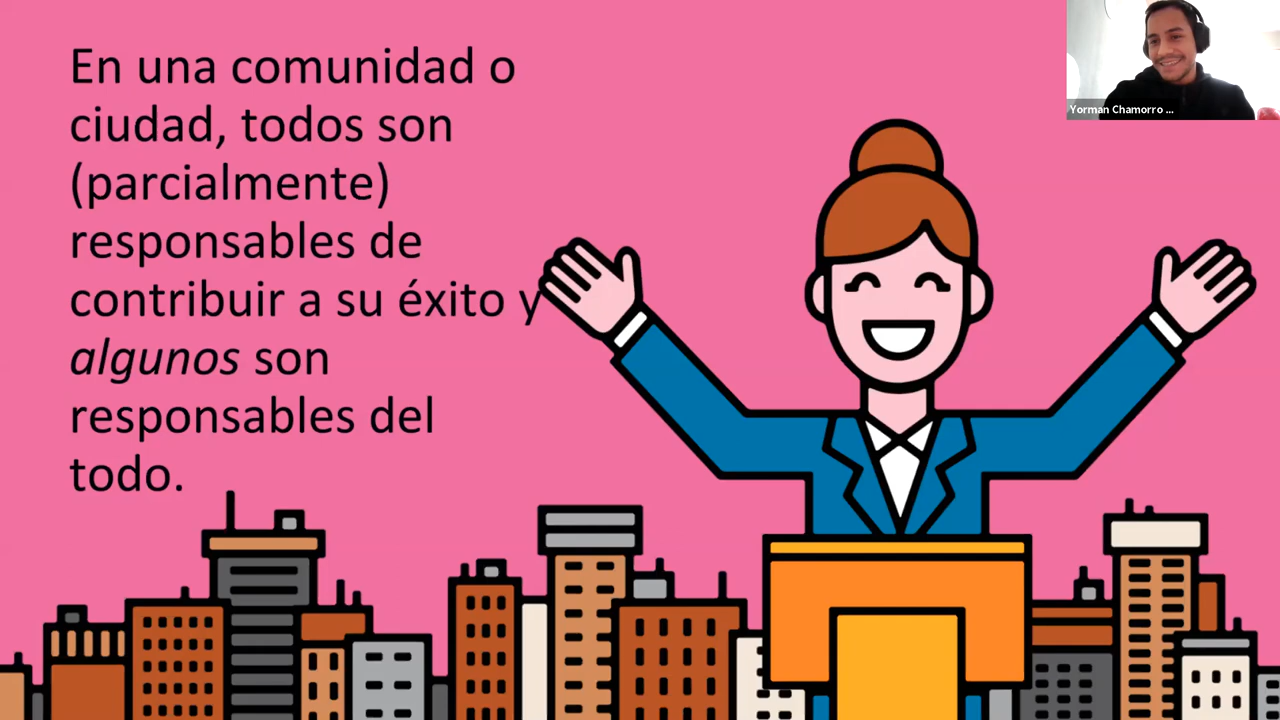 En una comunidad o
ciudad, todos son
(parcialmente)
responsables de
contribuir a su éxito y
algunos son
responsables del
todo.
Yorman Chamorro ...